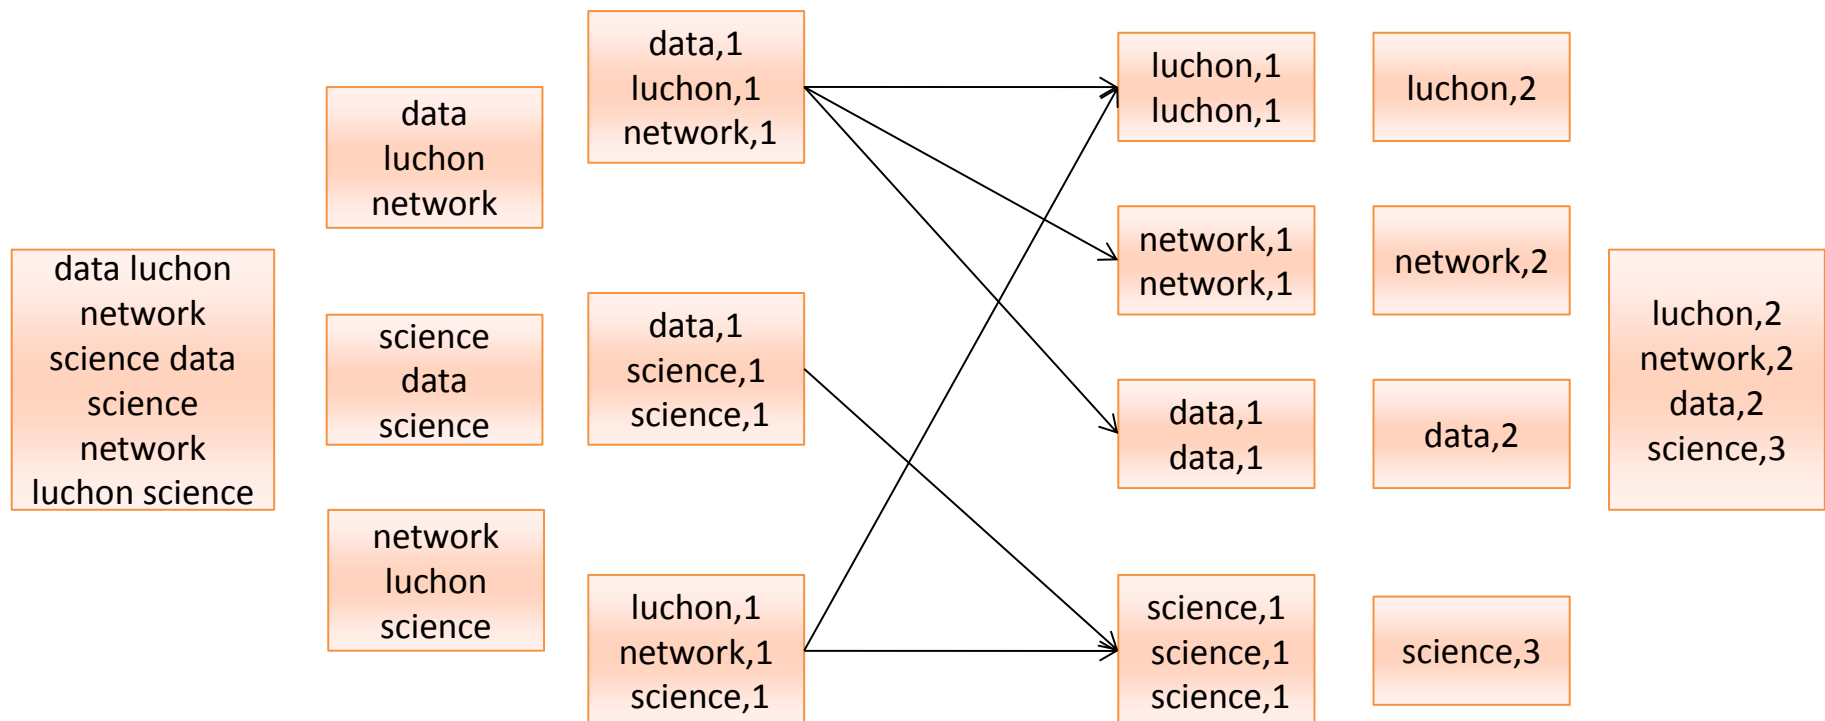 data luchon
network
science data
science
network
luchon science
data
luchon
network
science
data
science
network
luchon
science
data,1
luchon,1
network,1
data,1
science,1
science,1
luchon,1
network,1
science,1
luchon,1
luchon,1
network,1
network,1
data,1
data,1
science,1
science,1
science,1
luchon,2
network,2
data,2
science,3
luchon,2
network,2
data,2
science,3